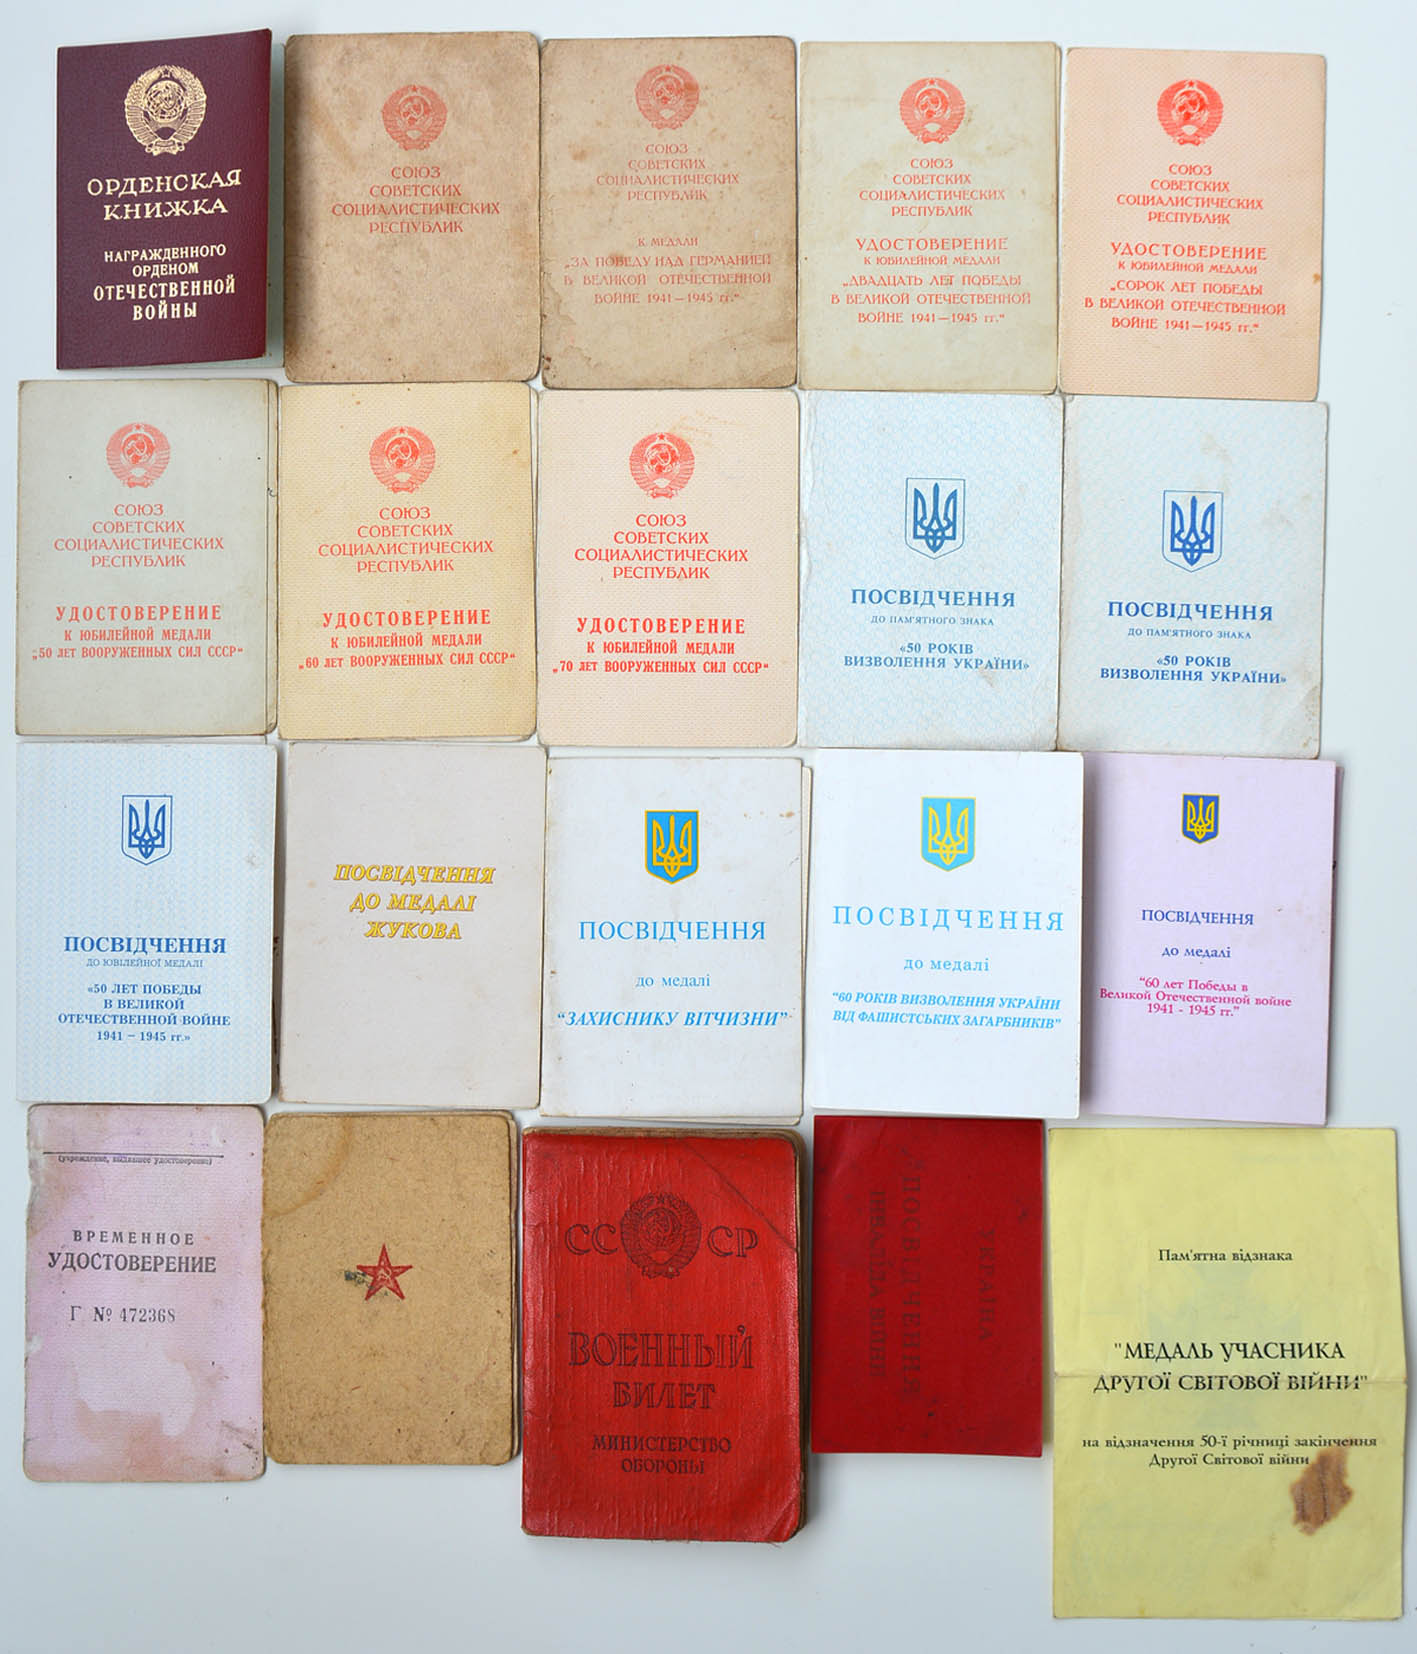 ОРДЕНСКАЯ
КНИЖКА
НАГРАЖДЕННОГО
ОРДЕНОМ
ОТЕЧЕСТВЕННОЙ
ВОЙНЫ
СОЮЗ
СОВЕТСКИХ
СОЦИАЛИСТИЧЕСКИХ
РЕСПУБЛИК
СОЮЗ
СОВЕТСКИХ
СОЦИАЛИСТИЧЕСКИХ
РЕСПУБЛИК
К МЕДАЛИ
„ЗА ПОБЕДУ НАД ГЕРМАНИЕЙ
В ВЕЛИКОЙ ОТЕЧЕСТВЕННОЙ
ВОЙНЕ 1941—1945 гг.“
СОЮЗ
СОВЕТСКИХ
СОЦИАЛИСТИЧЕСКИХ
РЕСПУБЛИК
УДОСТОВЕРЕНИЕ
К ЮБИЛЕЙНОЙ МЕДАЛИ
„ДВАДЦАТЬ ЛЕТ ПОБЕДЫ
В ВЕЛИКОЙ ОТЕЧЕСТВЕННОЙ
ВОЙНЕ 1941—1945 гг.“
СОЮЗ
СОВЕТСКИХ
СОЦИАЛИСТИЧЕСКИХ
РЕСПУБЛИК
УДОСТОВЕРЕНИЕ
К ЮБИЛЕЙНОЙ МЕДАЛИ
„СОРОК ЛЕТ ПОБЕДЫ
В ВЕЛИКОЙ ОТЕЧЕСТВЕННОЙ
ВОЙНЕ 1941—1945 гг.“
СОЮЗ
СОВЕТСКИХ
СОЦИАЛИСТИЧЕСКИХ
РЕСПУБЛИК
УДОСТОВЕРЕНИЕ
К ЮБИЛЕЙНОЙ МЕДАЛИ
„50 ЛЕТ ВООРУЖЕННЫХ СИЛ СССР“
СОЮЗ
СОВЕТСКИХ
СОЦИАЛИСТИЧЕСКИХ
РЕСПУБЛИК
УДОСТОВЕРЕНИЕ
К ЮБИЛЕЙНОЙ МЕДАЛИ
„60 ЛЕТ ВООРУЖЕННЫХ СИЛ СССР“
СОЮЗ
СОВЕТСКИХ
СОЦИАЛИСТИЧЕСКИХ
РЕСПУБЛИК
УДОСТОВЕРЕНИЕ
К ЮБИЛЕЙНОЙ МЕДАЛИ
„70 ЛЕТ ВООРУЖЕННЫХ СИЛ СССР“
ПОСВІДЧЕННЯ
ДО ПАМ'ЯТНОГО ЗНАКА
«50 РОКІВ
ВИЗВОЛЕННЯ УКРАЇНИ»
ПОСВІДЧЕННЯ
ДО ПАМ'ЯТНОГО ЗНАКА
«50 РОКІВ
ВИЗВОЛЕННЯ УКРАЇНИ»
ПОСВІДЧЕННЯ
ДО ЮВІЛЕЙНОЇ МЕДАЛІ
«50 ЛЕТ ПОБЕДЫ
В ВЕЛИКОЙ
ОТЕЧЕСТВЕННОЙ ВОЙНЕ
1941 – 1945 гг.»
ПОСВІДЧЕННЯ
ДО МЕДАЛІ
ЖУКОВА
ПОСВІДЧЕННЯ
до медалі
“ЗАХИСНИКУ ВІТЧИЗНИ”
ПОСВІДЧЕННЯ
до медалі
“60 РОКІВ ВИЗВОЛЕННЯ УКРАЇНИ
ВІД ФАШИСТСЬКИХ ЗАГАРБНИКІВ”
ПОСВІДЧЕННЯ
до медалі
“60 лет Победы в
Великой Отечественной войне
1941 - 1945 гг.”
(учреждение, выдавшее удостоверение)
ВРЕМЕННОЕ
УДОСТОВЕРЕНИЕ
Г № 472368
СС СР
ВОЕННЫЙ
БИЛЕТ
МИНИСТЕРСТВО
ОБОРОНЫ
УКРАЇНА
ПОСВІДЧЕННЯ
ІНВАЛІДА ВІЙНИ
Пам'ятна відзнака
"МЕДАЛЬ УЧАСНИКА
ДРУГОЇ СВІТОВОЇ ВІЙНИ"
на відзначення 50-ї річниці закінчення
Другої Світової війни